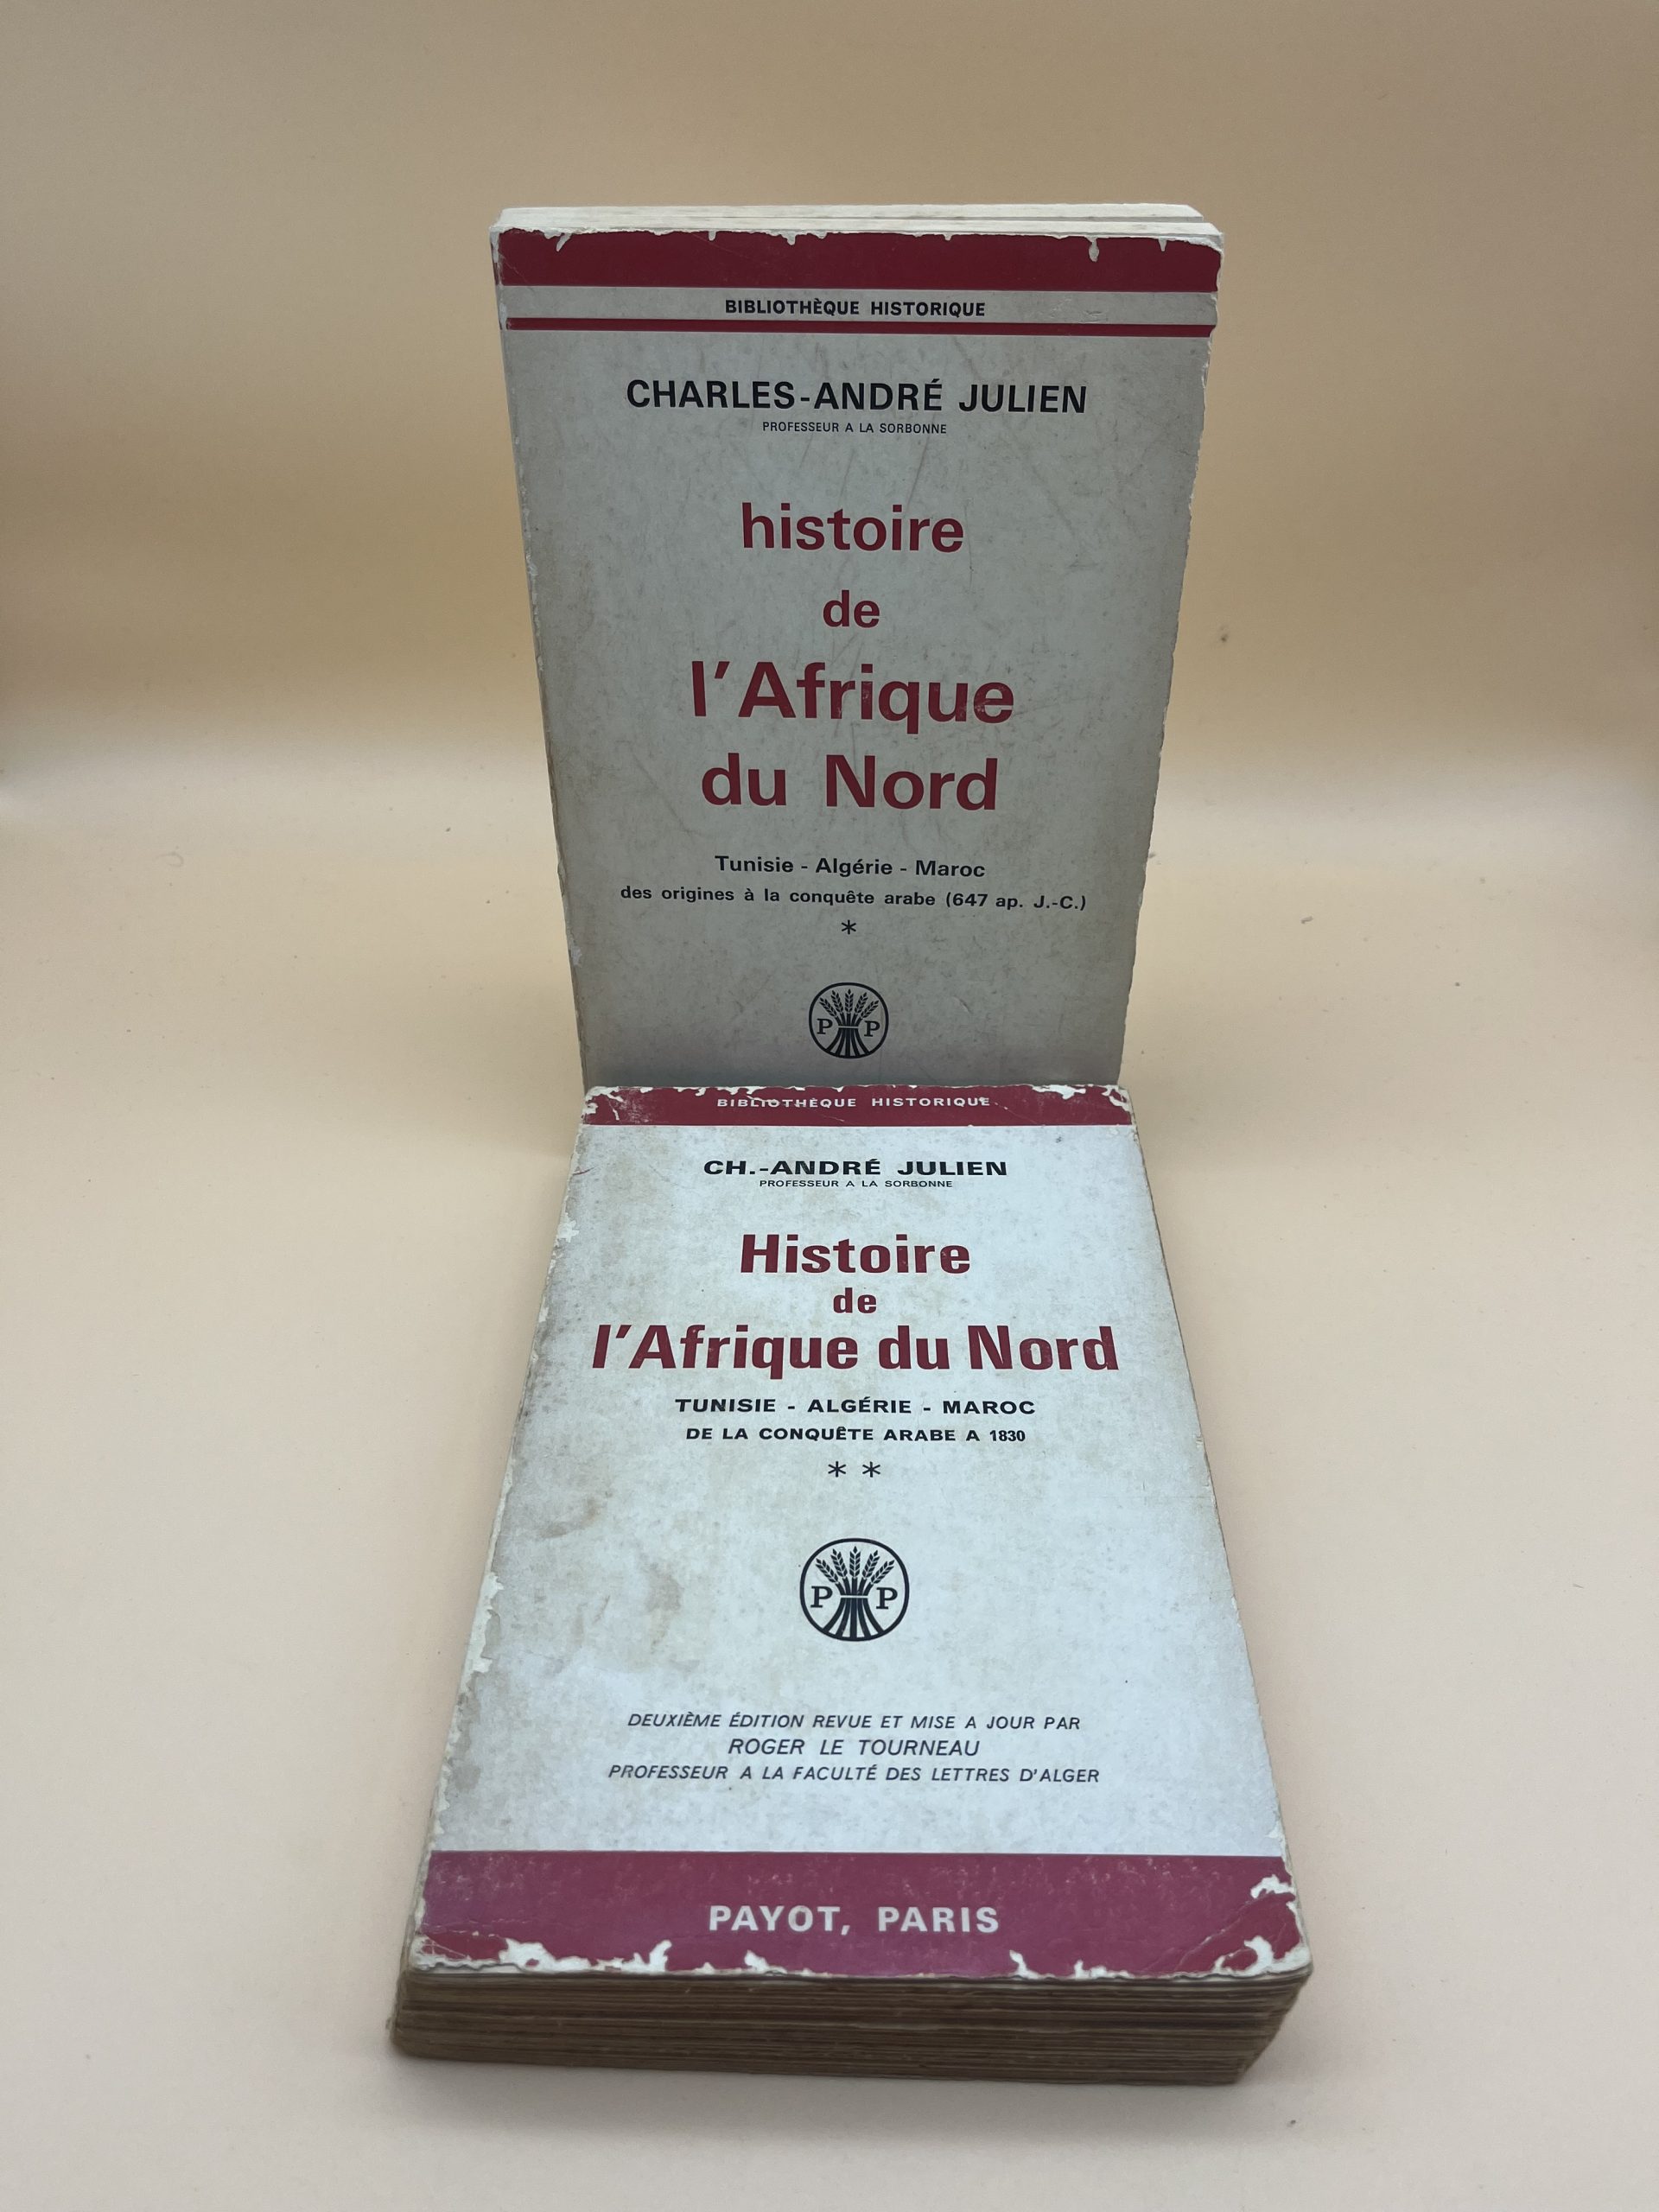 BIBLIOTHÈQUE HISTORIQUE
CHARLES-ANDRÉ JULIEN
PROFESSEUR A LA SORBONNE
histoire
de
l'Afrique
du Nord
Tunisie - Algérie - Maroc
des origines à la conquête arabe (647 ap. J.-C.)
*
P P
BIBLIOTHÈQUE HISTORIQUE
CH.-ANDRÉ JULIEN
PROFESSEUR A LA SORBONNE
Histoire
de
l'Afrique du Nord
TUNISIE - ALGÉRIE - MAROC
DE LA CONQUÊTE ARABE A 1830
* *
P P
DEUXIÈME ÉDITION REVUE ET MISE A JOUR PAR
ROGER LE TOURNEAU
PROFESSEUR A LA FACULTÉ DES LETTRES D'ALGER
PAYOT, PARIS